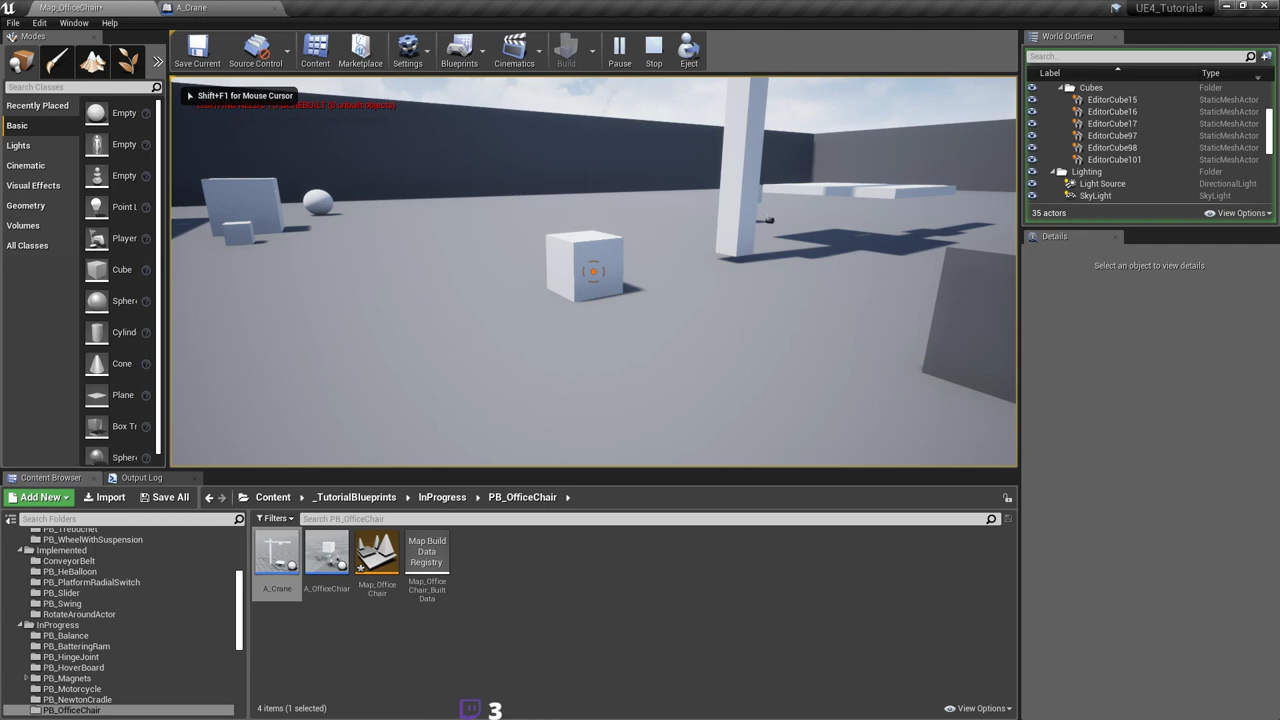 Map_OfficeChair*
A_Crane
UE4_Tutorials
File Edit Window Help
Modes
Search Classes
Recently Placed
Basic
Lights
Cinematic
Visual Effects
Geometry
Volumes
All Classes
Empty
Empty
Empty
Point L
Player
Cube
Spher
Cylind
Cone
Plane
Box Tr
Spher
Save Current
Source Control
Content
Marketplace
Settings
Blueprints
Cinematics
Build
Pause
Stop
Eject
Shift+F1 for Mouse Cursor
World Outliner
Search...
Label Type
Cubes Folder
EditorCube15 StaticMeshActor
EditorCube16 StaticMeshActor
EditorCube17 StaticMeshActor
EditorCube97 StaticMeshActor
EditorCube98 StaticMeshActor
EditorCube101 StaticMeshActor
Lighting Folder
Light Source DirectionalLight
SkyLight SkyLight
35 actors View Options
Details
Select an object to view details
Content Browser Output Log
Add New Import Save All Content _TutorialBlueprints InProgress PB_OfficeChair
Search Folders
PB_Trebuchet
PB_WheelWithSuspension
Implemented
ConveyorBelt
PB_HeBalloon
PB_PlatformRadialSwitch
PB_Slider
PB_Swing
RotateAroundActor
InProgress
PB_Balance
PB_BatteringRam
PB_HingeJoint
PB_HoverBoard
PB_Magnets
PB_Motorcycle
PB_NewtonCradle
PB_OfficeChair
Filters Search PB_OfficeChair
A_Crane
A_OfficeChiar
Map_Office
Chair
Map Build
Data
Registry
Map_Office
Chair_Built
Data
4 items (1 selected) View Options
3